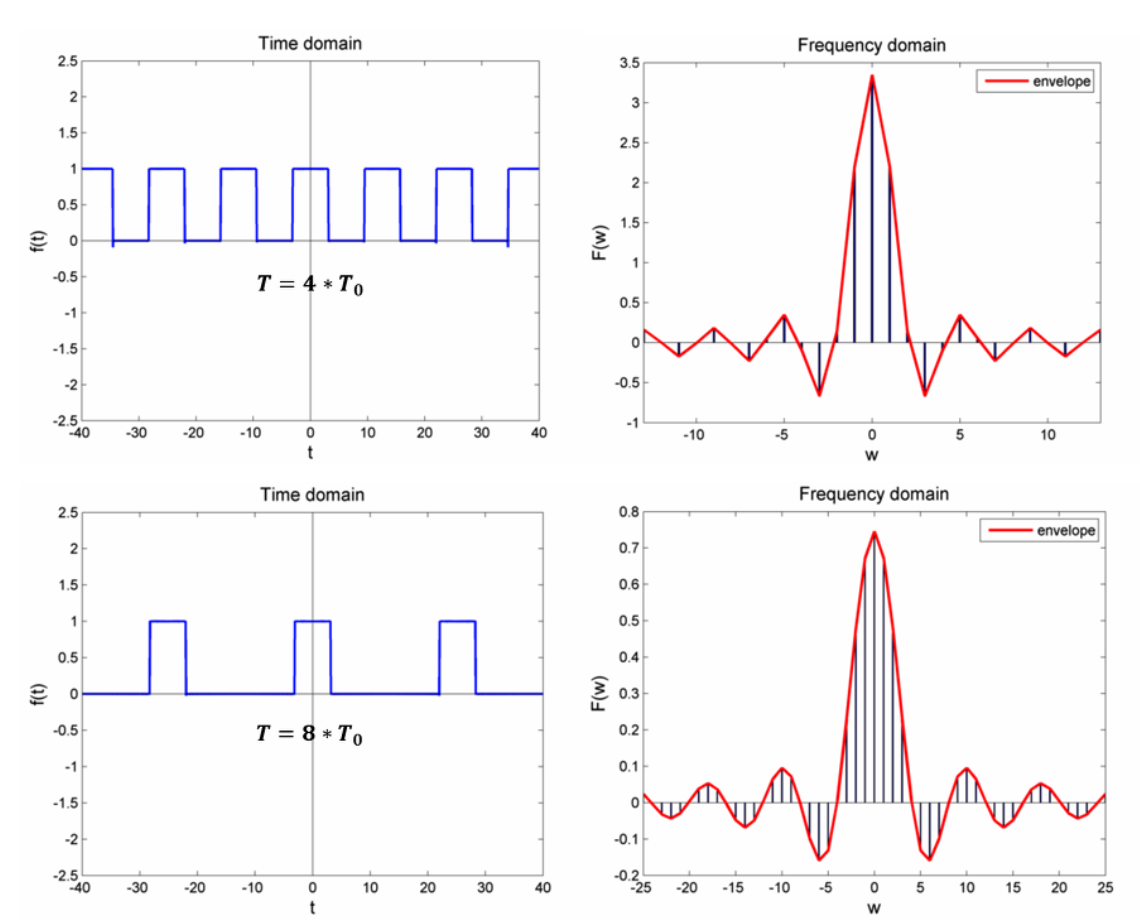 Time domain
2.5
2
1.5
1
0.5
0
-0.5
-1
-1.5
-2
-2.5
f(t)
T = 4 * T0
-40 -30 -20 -10 0 10 20 30 40
t
Frequency domain
envelope
3.5
3
2.5
2
1.5
1
0.5
0
-0.5
-1
F(w)
-10 -5 0 5 10
w
Time domain
2.5
2
1.5
1
0.5
0
-0.5
-1
-1.5
-2
-2.5
f(t)
T = 8 * T0
-40 -30 -20 -10 0 10 20 30 40
t
Frequency domain
envelope
0.8
0.7
0.6
0.5
0.4
0.3
0.2
0.1
0
-0.1
-0.2
F(w)
-25 -20 -15 -10 -5 0 5 10 15 20 25
w